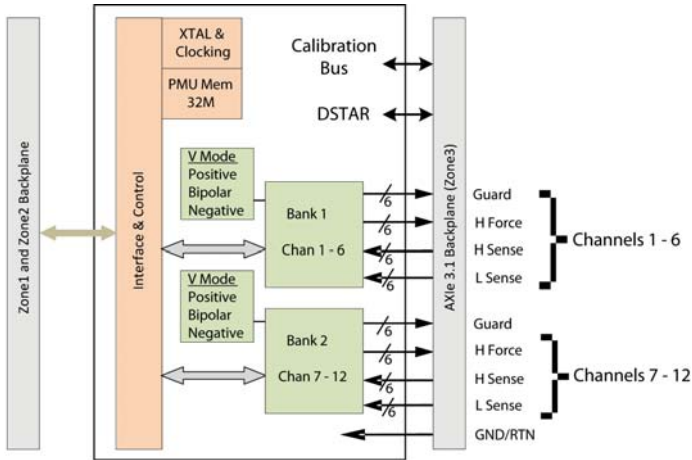 XTAL &
Clocking
PMU Mem
32M
Calibration
Bus
DSTAR
Zone1 and Zone2 Backplane
Interface & Control
V Mode
Positive
Bipolar
Negative
Bank 1
Chan 1 - 6
6
6
6
6
AXIe 3.1 Backplane (Zone3)
Guard
H Force
H Sense
L Sense
Channels 1 - 6
V Mode
Positive
Bipolar
Negative
Bank 2
Chan 7 - 12
6
6
6
6
Guard
H Force
H Sense
L Sense
Channels 7 - 12
GND/RTN